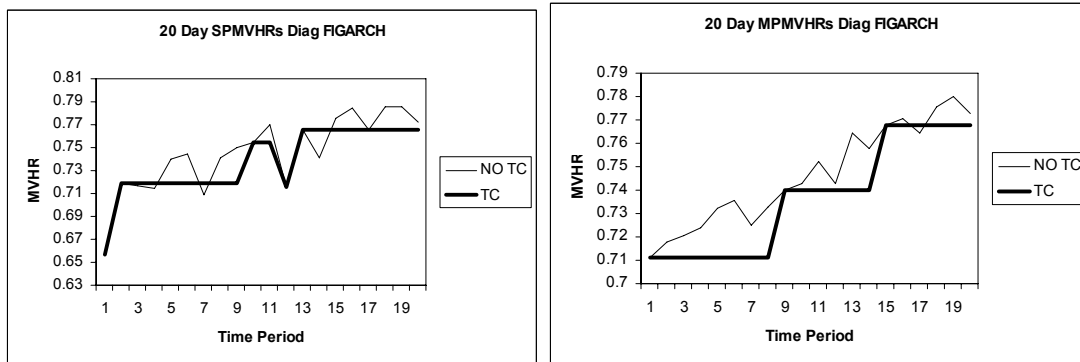 20 Day SPMVHRs Diag FIGARCH
0.81
0.79
0.77
0.75
0.73
0.71
0.69
0.67
0.65
0.63
MVHR
1 3 5 7 9 11 13 15 17 19
Time Period
NO TC
TC
20 Day MPMVHRs Diag FIGARCH
0.79
0.78
0.77
0.76
0.75
0.74
0.73
0.72
0.71
0.7
MVHR
1 3 5 7 9 11 13 15 17 19
Time Period
NO TC
TC